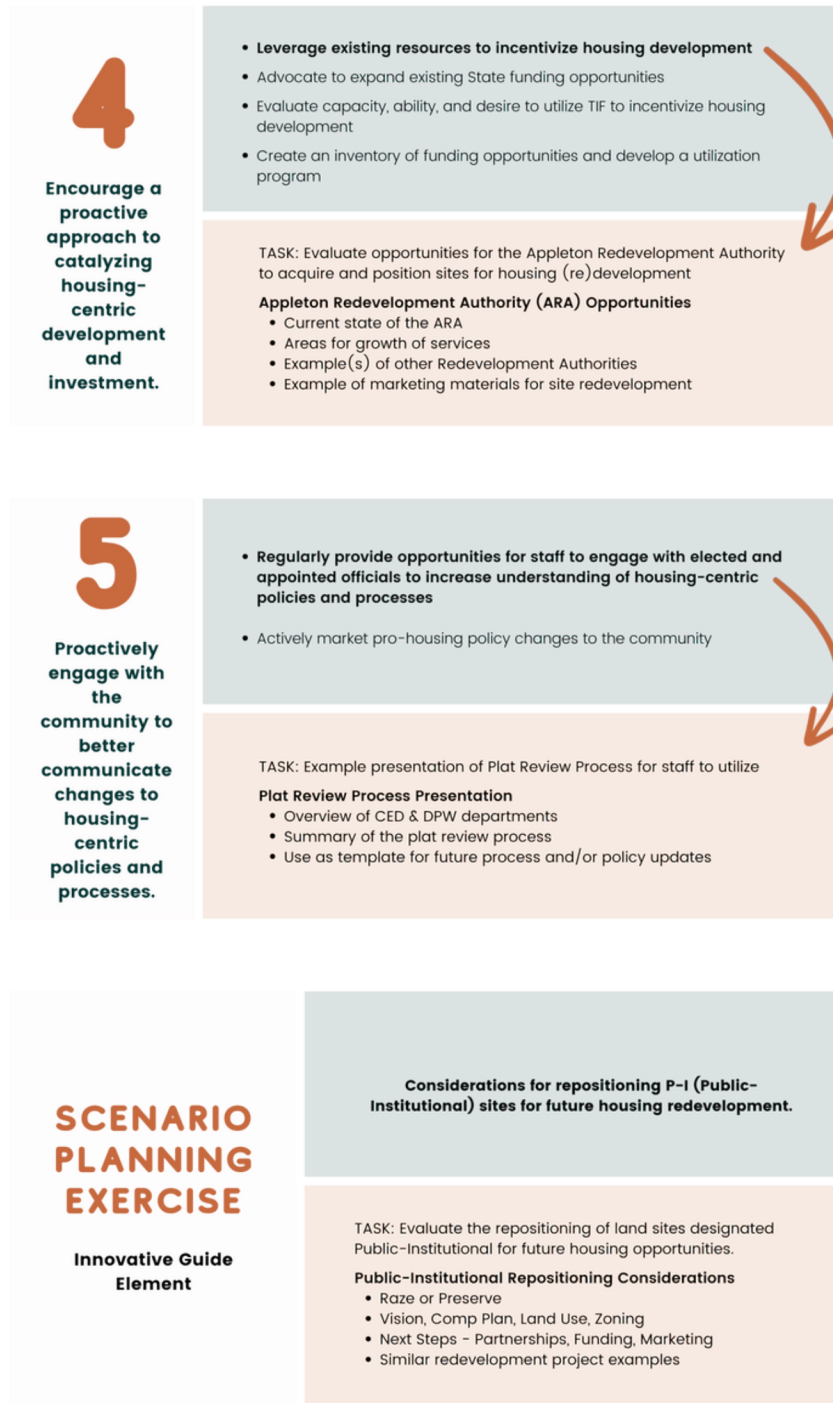 4
Encourage a
proactive
approach to
catalyzing
housing-
centric
development
and
investment.
• Leverage existing resources to incentivize housing development
• Advocate to expand existing State funding opportunities
• Evaluate capacity, ability, and desire to utilize TIF to incentivize housing
development
• Create an inventory of funding opportunities and develop a utilization
program
TASK: Evaluate opportunities for the Appleton Redevelopment Authority
to acquire and position sites for housing (re)development
Appleton Redevelopment Authority (ARA) Opportunities
• Current state of the ARA
• Areas for growth of services
• Example(s) of other Redevelopment Authorities
• Example of marketing materials for site redevelopment
5
Proactively
engage with
the
community to
better
communicate
changes to
housing-
centric
policies and
processes.
• Regularly provide opportunities for staff to engage with elected and
appointed officials to increase understanding of housing-centric
policies and processes
• Actively market pro-housing policy changes to the community
TASK: Example presentation of Plat Review Process for staff to utilize
Plat Review Process Presentation
• Overview of CED & DPW departments
• Summary of the plat review process
• Use as template for future process and/or policy updates
SCENARIO
PLANNING
EXERCISE
Innovative Guide
Element
Considerations for repositioning P-I (Public-
Institutional) sites for future housing redevelopment.
TASK: Evaluate the repositioning of land sites designated
Public-Institutional for future housing opportunities.
Public-Institutional Repositioning Considerations
• Raze or Preserve
• Vision, Comp Plan, Land Use, Zoning
• Next Steps - Partnerships, Funding, Marketing
• Similar redevelopment project examples